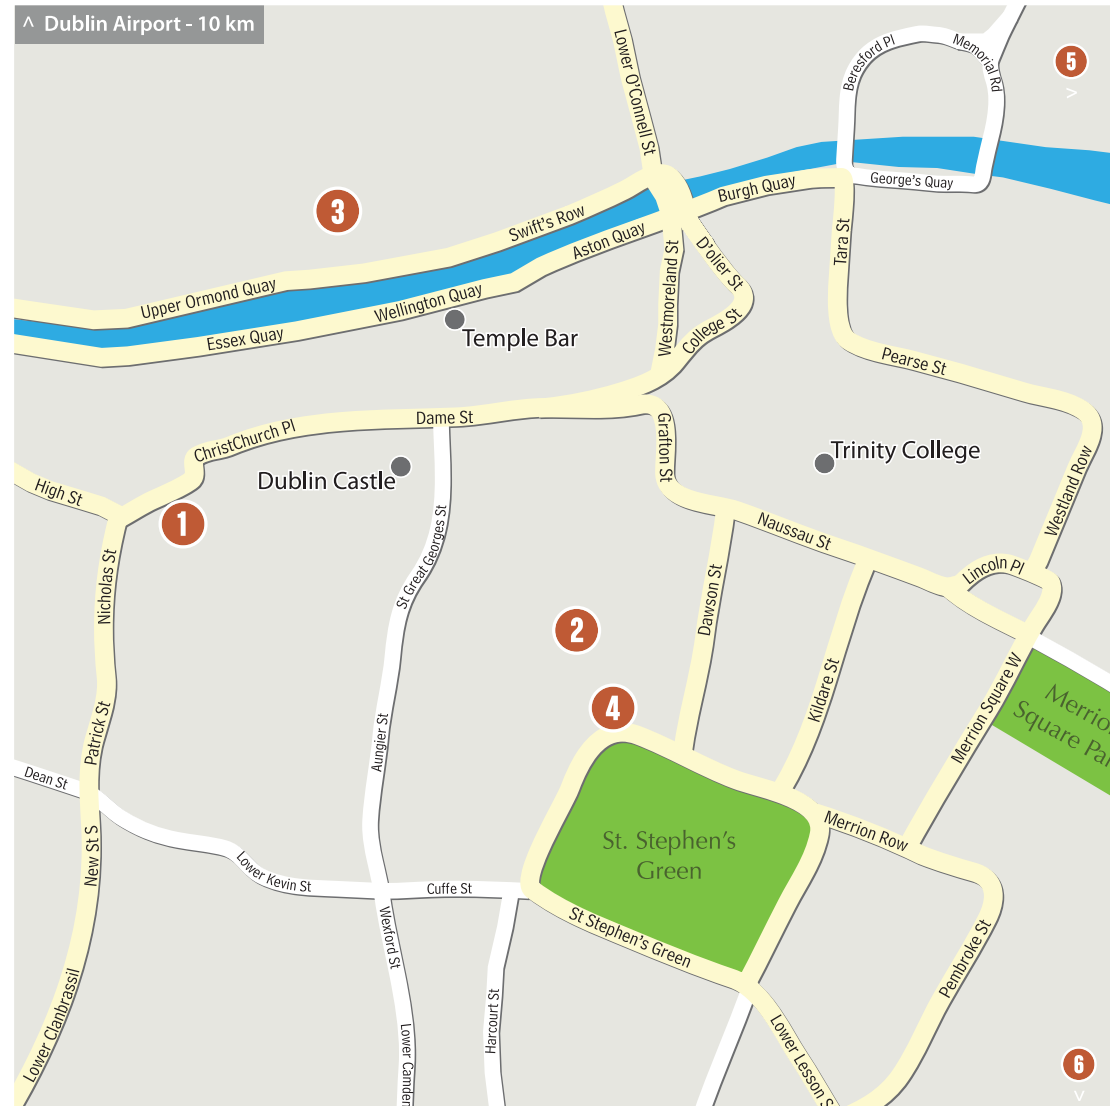 ^ Dublin Airport - 10 km
Lower O'Connell St
Beresford Pl
Memorial Rd
5
>
George's Quay
Burgh Quay
3
Swift's Row
Aston Quay
Tara St
D'olier St
Westmoreland St
Upper Ormond Quay
Wellington Quay
Essex Quay
Temple Bar
College St
Pearse St
Dame St
ChristChurch Pl
Grafton St
Trinity College
Dublin Castle
Westland Row
High St
1
Naussau St
St Great Georges St
Nicholas St
Lincoln Pl
Dawson St
2
Kildare St
Merrion Square W
4
Merrio
Square Par
Patrick St
Aungier St
Dean St
St. Stephen's
Green
Merrion Row
New St S
Lower Kevin St
Cuffe St
St Stephen's Green
Wexford St
Pembroke St
Harcourt St
Lower Clanbrassil
Lower Camden
Lower Lesson S
6
>